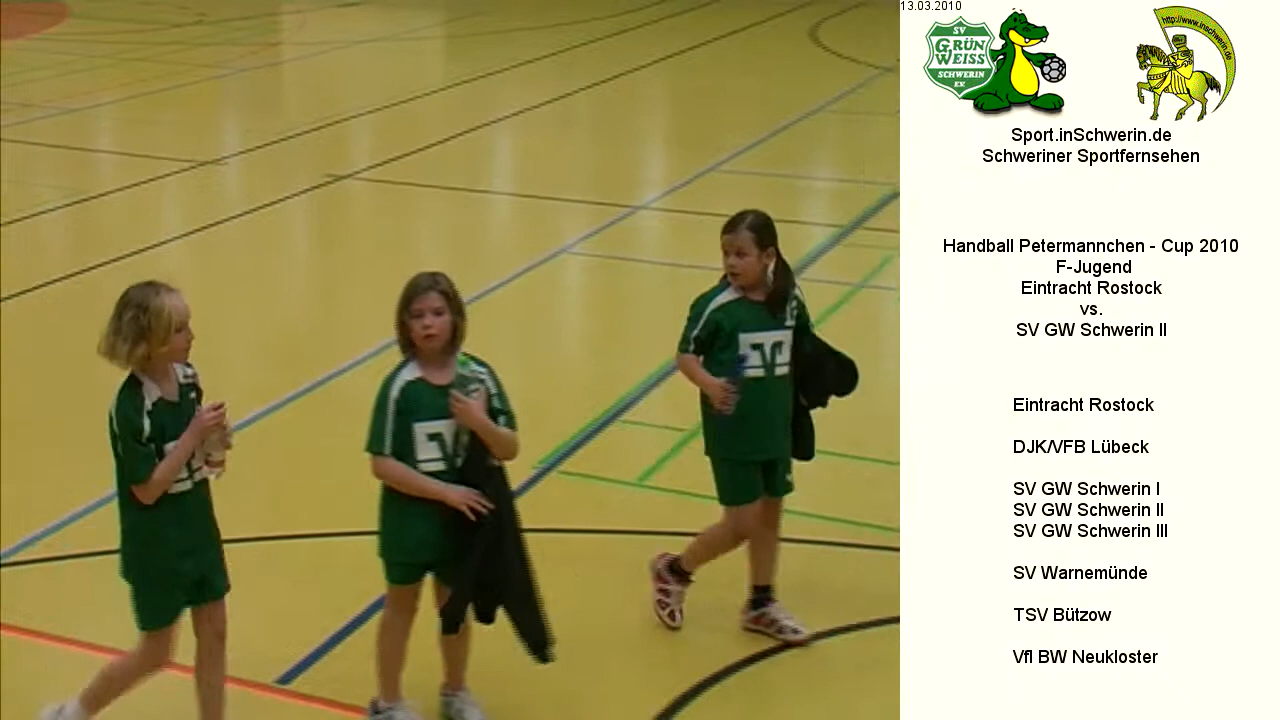 13.03.2010
SV
GRÜN
WEISS
SCHWERIN
EV
http://www.inschwerin.de
Sport.inSchwerin.de
Schweriner Sportfernsehen
Handball Petermannchen - Cup 2010
F-Jugend
Eintracht Rostock
vs.
SV GW Schwerin II
Eintracht Rostock
DJK/VFB Lübeck
SV GW Schwerin I
SV GW Schwerin II
SV GW Schwerin III
SV Warnemünde
TSV Bützow
Vfl BW Neukloster